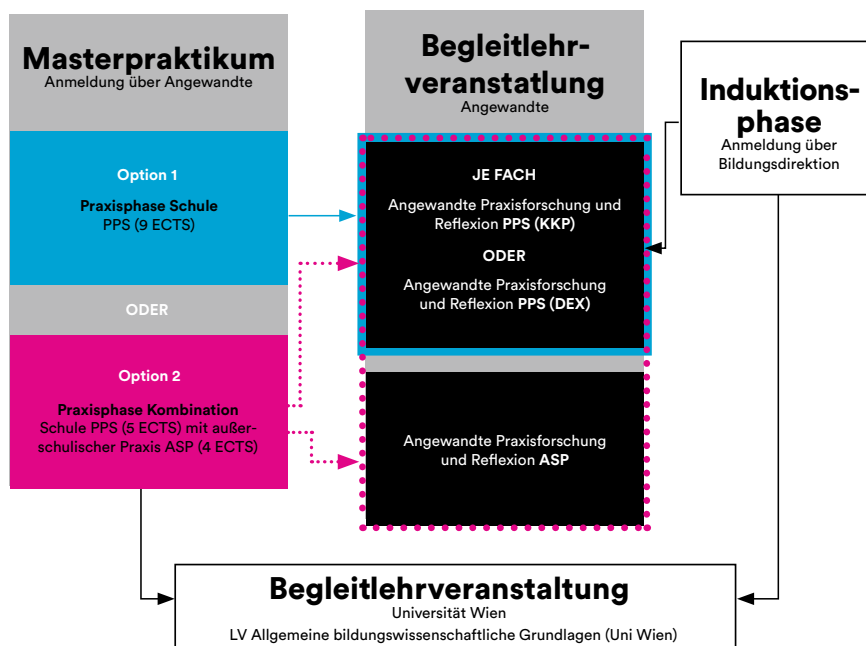 Masterpraktikum
Anmeldung über Angewandte
Option 1
Praxisphase Schule
PPS (9 ECTS)
ODER
Option 2
Praxisphase Kombination
Schule PPS (5 ECTS) mit außer-
schulischer Praxis ASP (4 ECTS)
Begleitlehr-
veranstatlung
Angewandte
JE FACH
Angewandte Praxisforschung und
Reflexion PPS (KKP)
ODER
Angewandte Praxisforschung
und Reflexion PPS (DEX)
Angewandte Praxisforschung
und Reflexion ASP
Induktions-
phase
Anmeldung über
Bildungsdirektion
Begleitlehrveranstaltung
Universität Wien
LV Allgemeine bildungswissenschaftliche Grundlagen (Uni Wien)